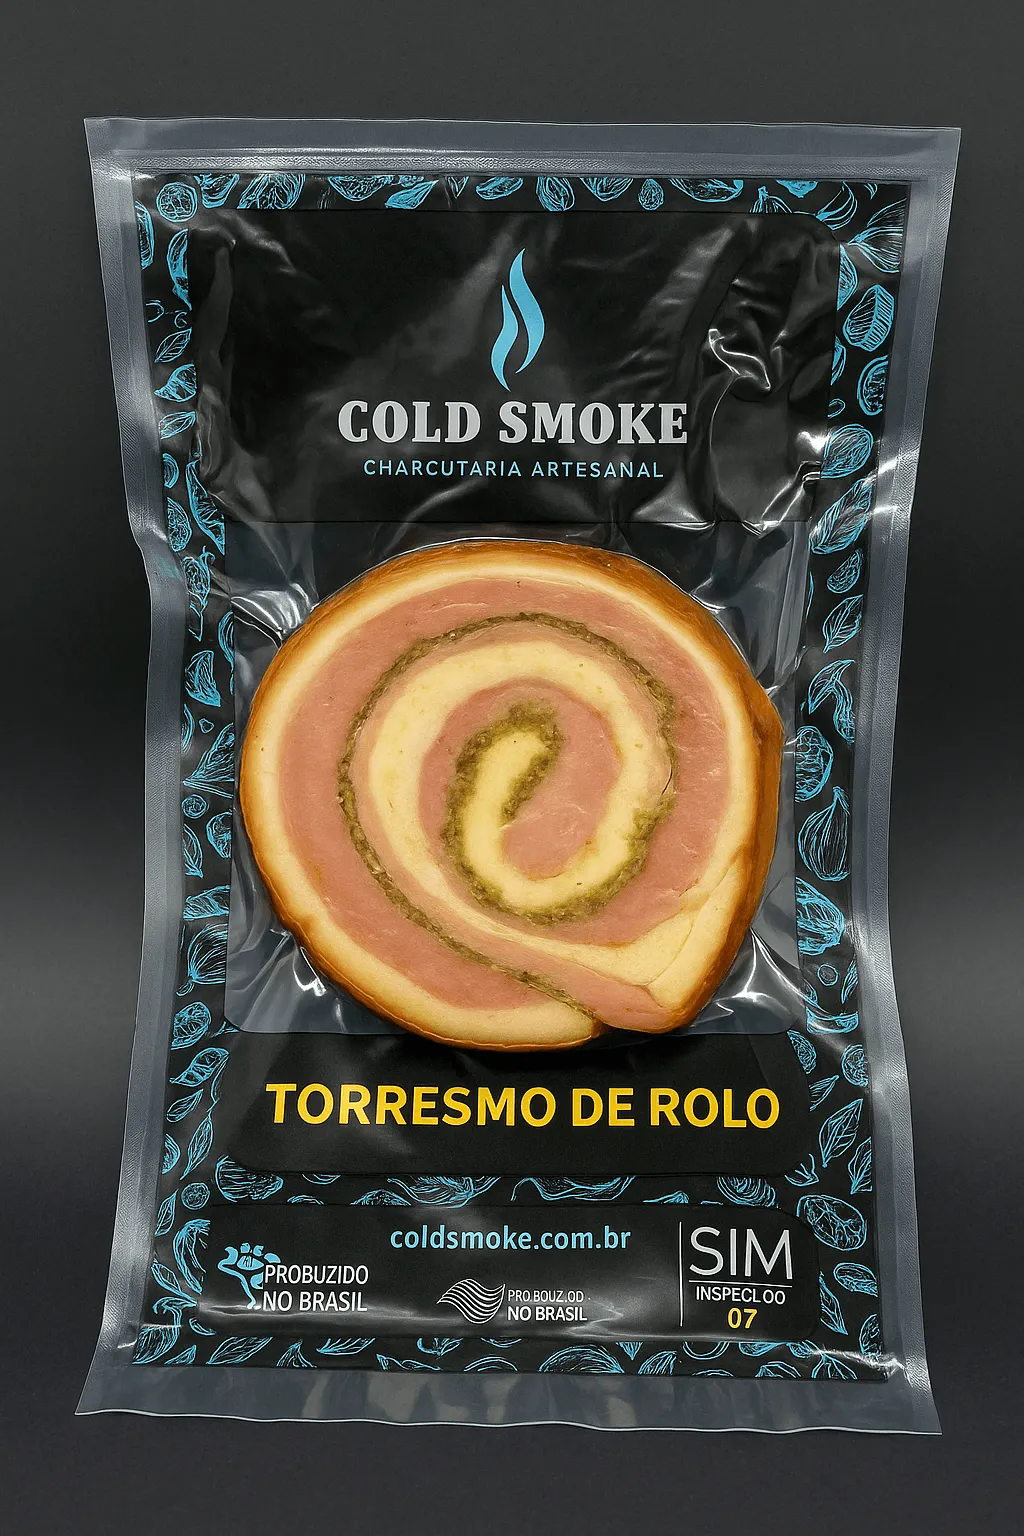 COLD SMOKE
CHARCUTARIA ARTESANAL
TORRESMO DE ROLO
coldsmoke.com.br
PROBUZIDO
NO BRASIL
PRO BOUZ.OD.
NO BRASIL
SIM
INSPECL OO
07